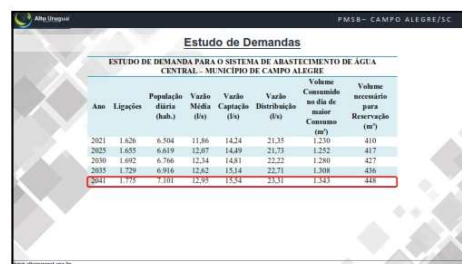 Alto Uruguai
PMSB– CAMPO ALEGRE/SC
Estudo de Demandas
ESTUDO DE DEMANDA PARA O SISTEMA DE ABASTECIMENTO DE ÁGUA
CENTRAL – MUNICÍPIO DE CAMPO ALEGRE
Ano Ligações População diária (hab.) Vazão Média (l/s) Vazão Captação (l/s) Vazão Distribuição (l/s) Volume Consumido no dia de maior Consumo (m³) Volume necessário para Reservação (m³)
2021 1.626 6.504 11,86 14,24 21,35 1.230 410
2025 1.655 6.619 12,07 14,49 21,73 1.252 417
2030 1.692 6.766 12,34 14,81 22,22 1.280 427
2035 1.729 6.916 12,62 15,14 22,71 1.308 436
2041 1.775 7.101 12,95 15,54 23,31 1.343 448